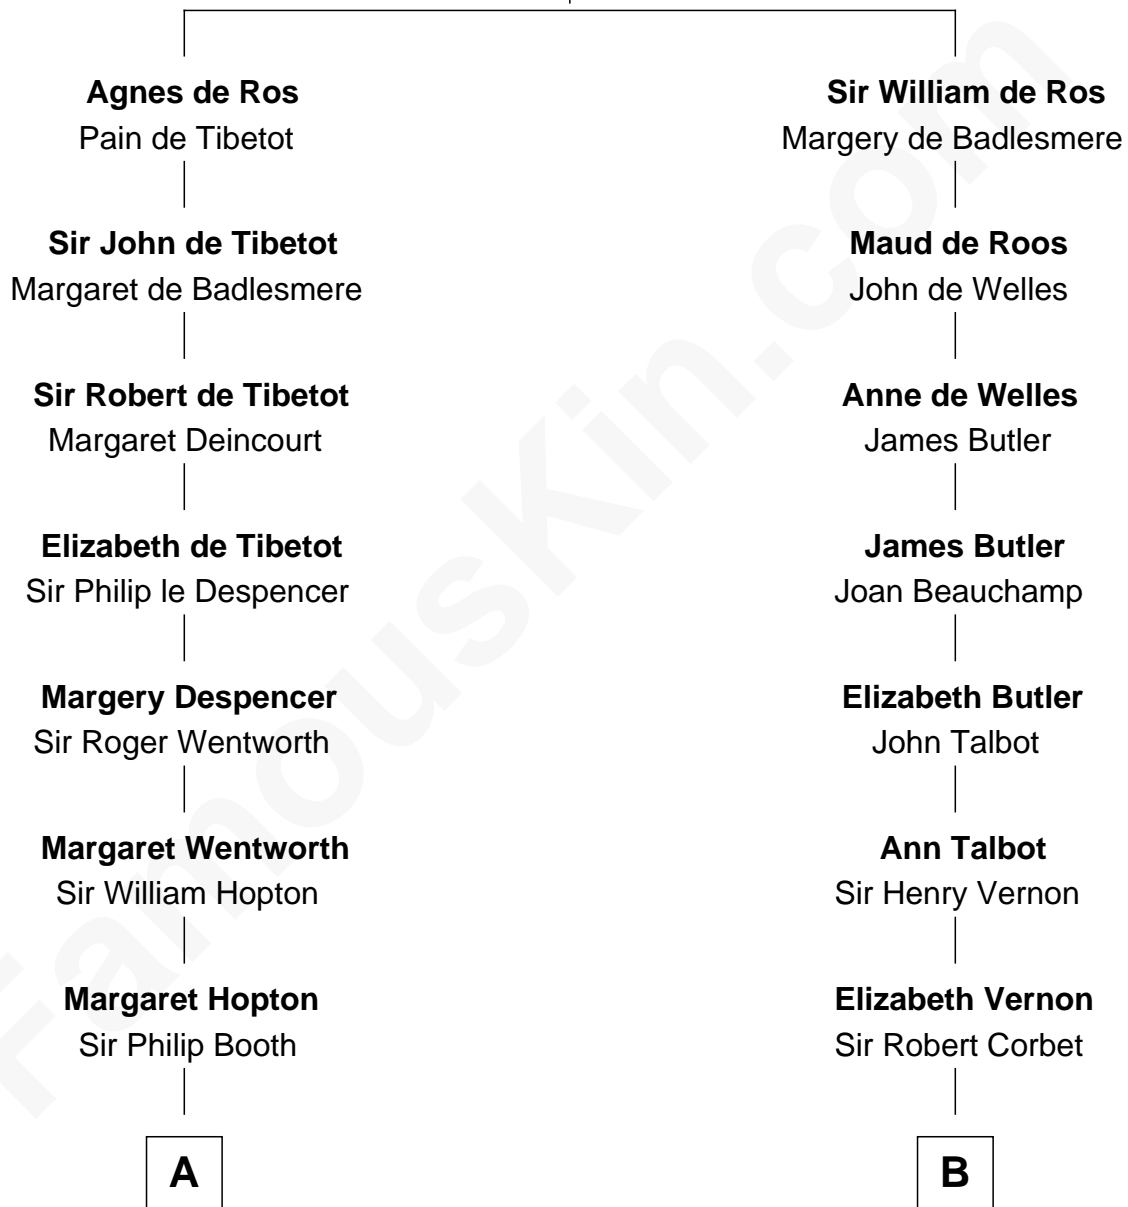 Agnes de Ros
Pain de Tibetot
Sir John de Tibetot
Margaret de Badlesmere
Sir Robert de Tibetot
Margaret Deincourt
Elizabeth de Tibetot
Sir Philip le Despencer
Margery Despencer
Sir Roger Wentworth
Margaret Wentworth
Sir William Hopton
Margaret Hopton
Sir Philip Booth
A
Sir William de Ros
Margery de Badlesmere
Maud de Roos
John de Welles
Anne de Welles
James Butler
James Butler
Joan Beauchamp
Elizabeth Butler
John Talbot
Ann Talbot
Sir Henry Vernon
Elizabeth Vernon
Sir Robert Corbet
B
FamousKin.com